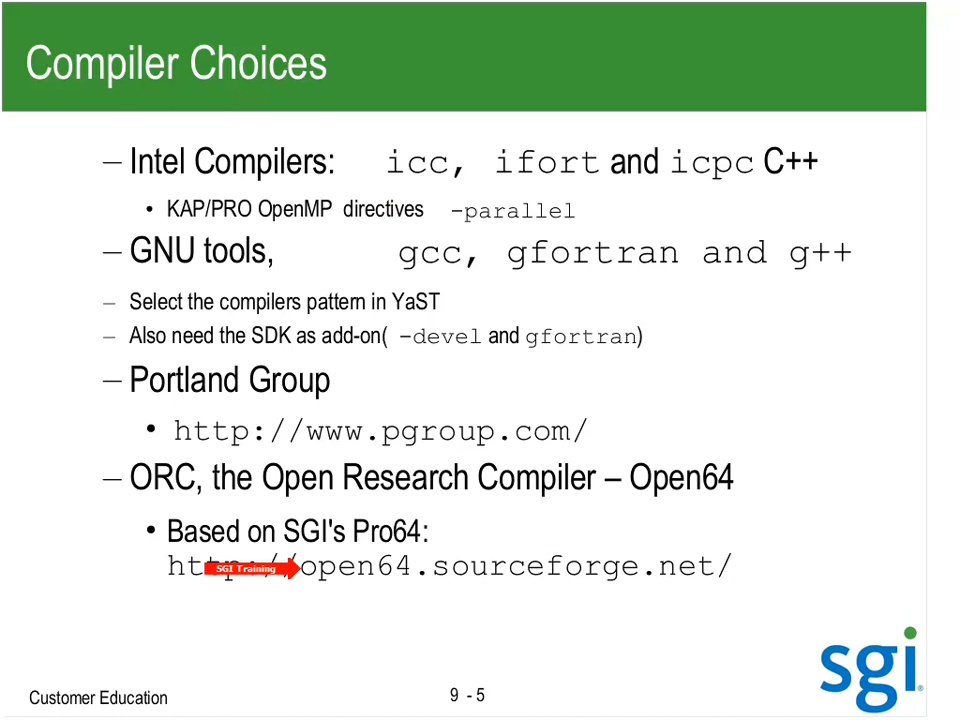 Compiler Choices
– Intel Compilers: icc, ifort and icpc C++
• KAP/PRO OpenMP directives -parallel
– GNU tools, gcc, gfortran and g++
– Select the compilers pattern in YaST
– Also need the SDK as add-on( -devel and gfortran)
– Portland Group
• http://www.pgroup.com/
– ORC, the Open Research Compiler – Open64
• Based on SGI's Pro64:
http://open64.sourceforge.net/
SGI Training
sgi®
Customer Education
9 - 5